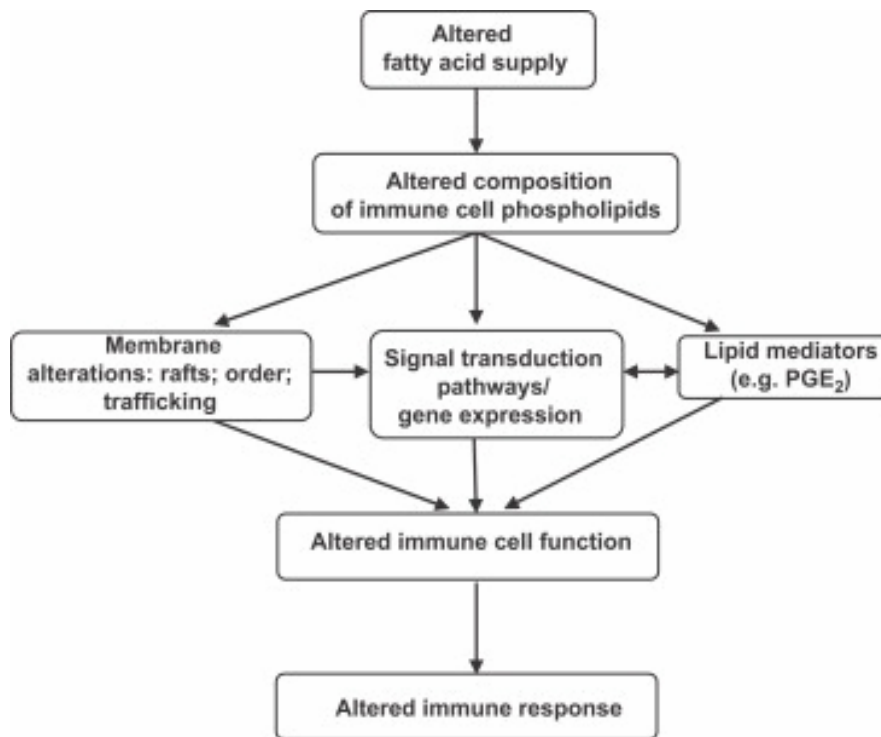 Altered
fatty acid supply
Altered composition
of immune cell phospholipids
Membrane
alterations: rafts; order;
trafficking
Signal transduction
pathways/
gene expression
Lipid mediators
(e.g. PGE₂)
Altered immune cell function
Altered immune response